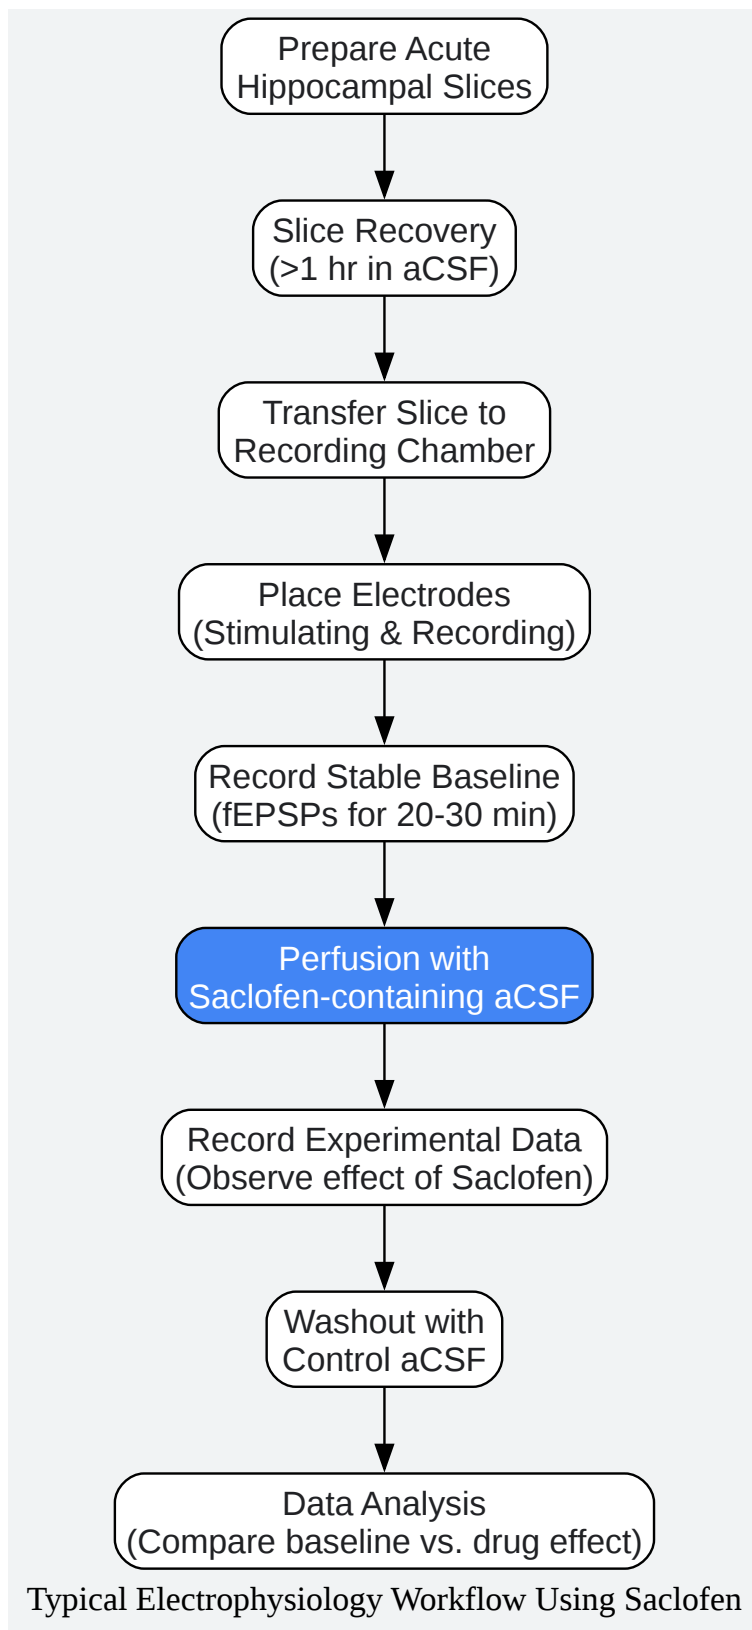 Prepare Acute
Hippocampal Slices
Slice Recovery
(>1 hr in aCSF)
Transfer Slice to
Recording Chamber
Place Electrodes
(Stimulating & Recording)
Record Stable Baseline
(fEPSPs for 20-30 min)
Perfusion with
Saclofen-containing aCSF
Record Experimental Data
(Observe effect of Saclofen)
Washout with
Control aCSF
Data Analysis
(Compare baseline vs. drug effect)
Typical Electrophysiology Workflow Using Saclofen